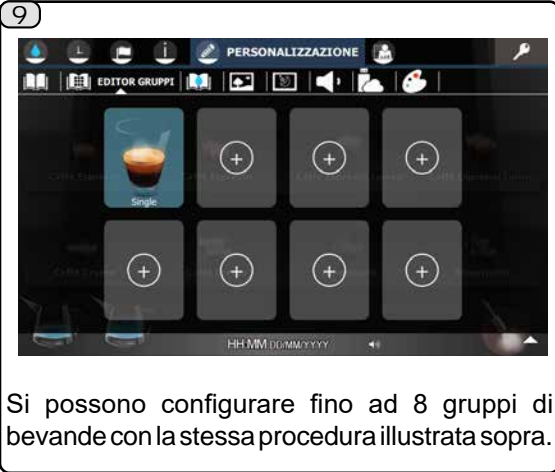 9
PERSONALIZZAZIONE
EDITOR GRUPPI
Single
HH:MM DD/MM/YYYY
Si possono configurare fino ad 8 gruppi di
bevande con la stessa procedura illustrata sopra.